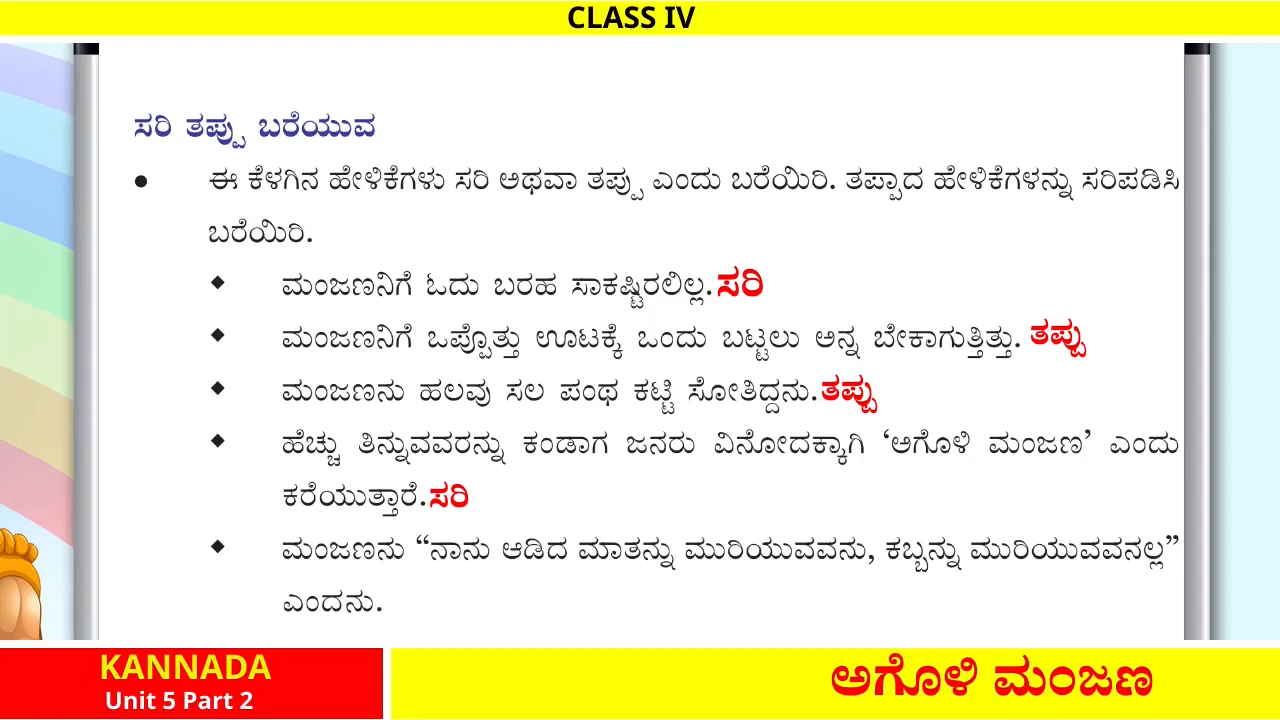 CLASS IV
ಸರಿ ತಪ್ಪು ಬರೆಯುವ
● ಈ ಕೆಳಗಿನ ಹೇಳಿಕೆಗಳು ಸರಿ ಅಥವಾ ತಪ್ಪು ಎಂದು ಬರೆಯಿರಿ. ತಪ್ಪಾದ ಹೇಳಿಕೆಗಳನ್ನು ಸರಿಪಡಿಸಿ
ಬರೆಯಿರಿ.
◆ ಮಂಜಣನಿಗೆ ಓದು ಬರಹ ಸಾಕಷ್ಟಿರಲಿಲ್ಲ. ಸರಿ
◆ ಮಂಜಣನಿಗೆ ಒಪ್ಪೊತ್ತು ಊಟಕ್ಕೆ ಒಂದು ಬಟ್ಟಲು ಅನ್ನ ಬೇಕಾಗುತ್ತಿತ್ತು. ತಪ್ಪು
◆ ಮಂಜಣನು ಹಲವು ಸಲ ಪಂಥ ಕಟ್ಟಿ ಸೋತಿದ್ದನು. ತಪ್ಪು
◆ ಹೆಚ್ಚು ತಿನ್ನುವವರನ್ನು ಕಂಡಾಗ ಜನರು ವಿನೋದಕ್ಕಾಗಿ ‘ಅಗೊಳಿ ಮಂಜಣ’ ಎಂದು
ಕರೆಯುತ್ತಾರೆ. ಸರಿ
◆ ಮಂಜಣನು “ನಾನು ಆಡಿದ ಮಾತನ್ನು ಮುರಿಯುವವನು, ಕಬ್ಬನ್ನು ಮುರಿಯುವವನಲ್ಲ”
ಎಂದನು.
KANNADA
Unit 5 Part 2
ಅಗೊಳಿ ಮಂಜಣ